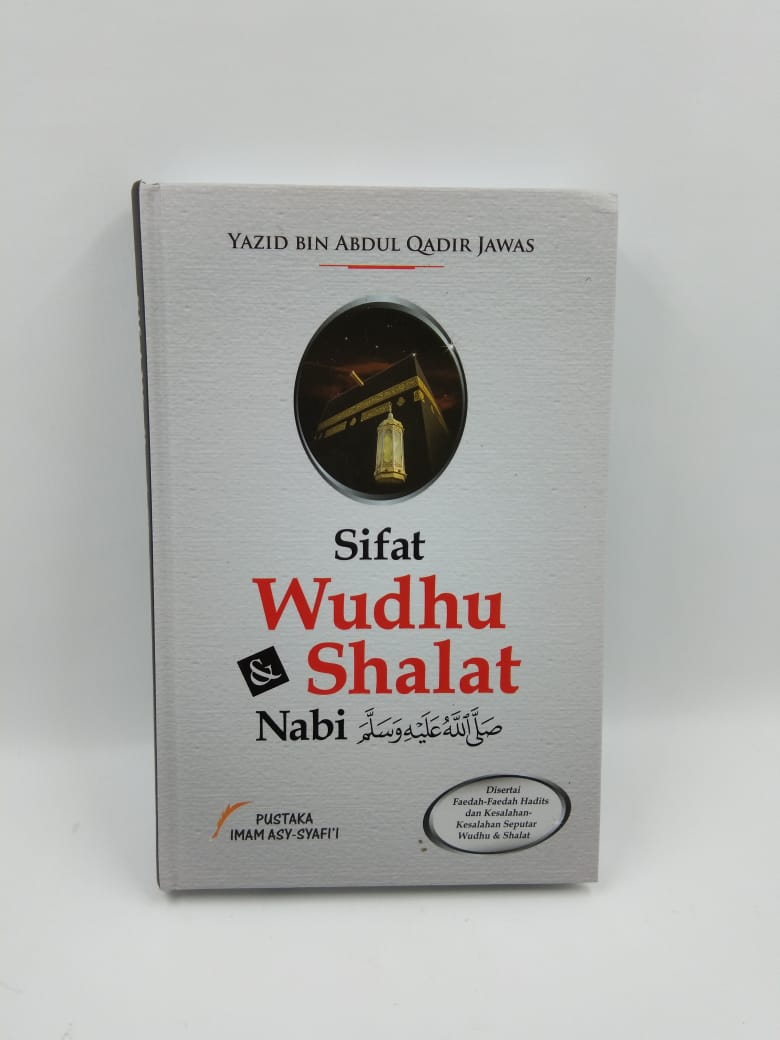 YAZID BIN ABDUL QADIR JAWAS
Sifat
Wudhu
& Shalat
Nabi صَلَّى اللَّهُ عَلَيْهِ وَسَلَّمَ
PUSTAKA
IMAM ASY-SYAFI'I
Disertai
Faedah-Faedah Hadits
dan Kesalahan-
Kesalahan Seputar
Wudhu & Shalat